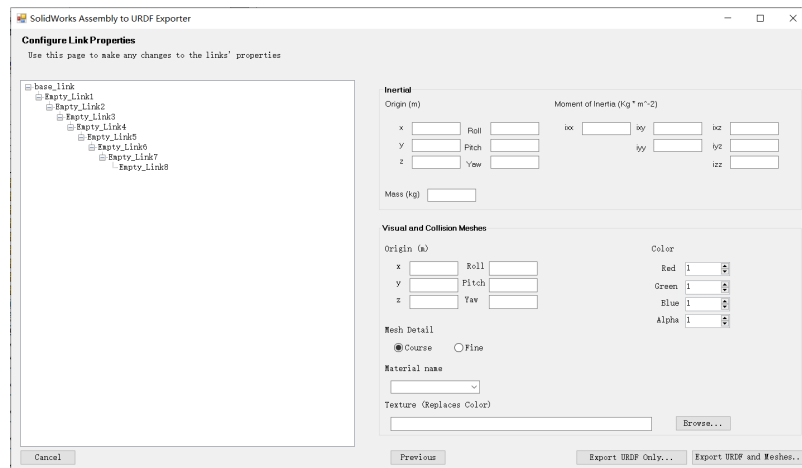 SolidWorks Assembly to URDF Exporter
Configure Link Properties
Use this page to make any changes to the links' properties
base_link
Empty_Link1
Empty_Link2
Empty_Link3
Empty_Link4
Empty_Link5
Empty_Link6
Empty_Link7
Empty_Link8
Inertial
Origin (m) Moment of Inertia (Kg * m^-2)
x Roll ixx ixy ixz
y Pitch iyy iyz
z Yaw izz
Mass (kg)
Visual and Collision Meshes
Origin (m) Color
x Roll Red 1
y Pitch Green 1
z Yaw Blue 1
Alpha 1
Mesh Detail
Course Fine
Material name
Texture (Replaces Color)
Browse...
Cancel Previous Export URDF Only... Export URDF and Meshes..